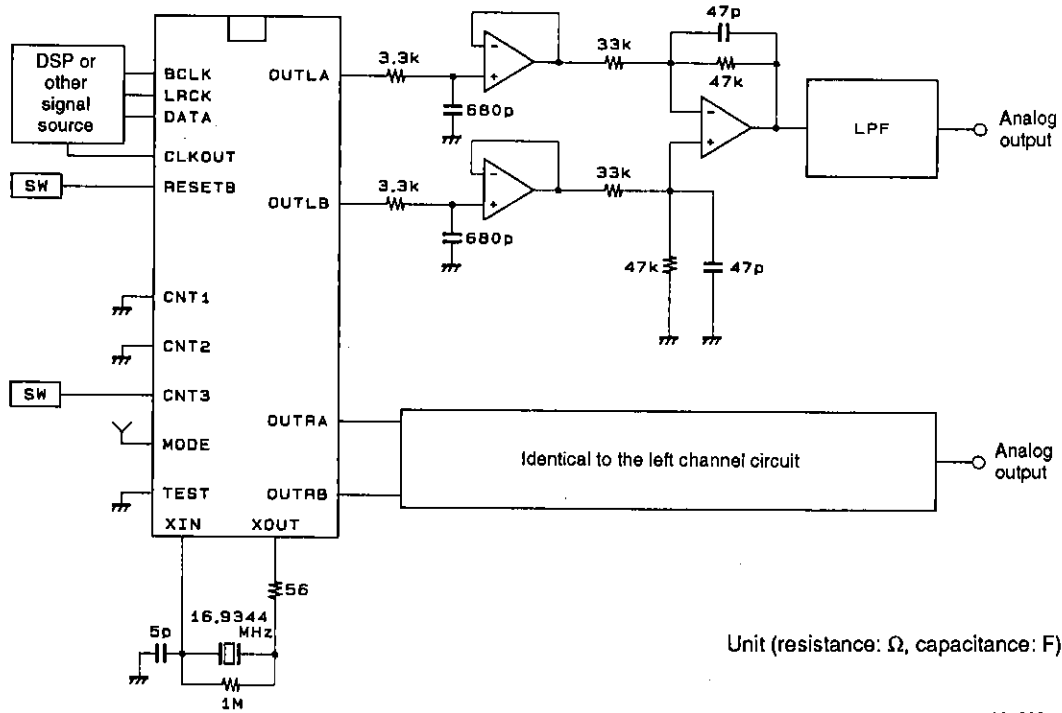 47p
DSP or
other
signal
source
BCLK
LRCK
DATA
CLKOUT
SW
RESETB
OUTLA
3.3k
680p
33k
47k
LPF
Analog
output
OUTLB
3.3k
680p
33k
47k
47p
CNT1
CNT2
SW
CNT3
MODE
TEST
XIN
XOUT
OUTRA
OUTRB
Identical to the left channel circuit
Analog
output
56
16.9344
MHz
5p
1M
Unit (resistance: Ω, capacitance: F)